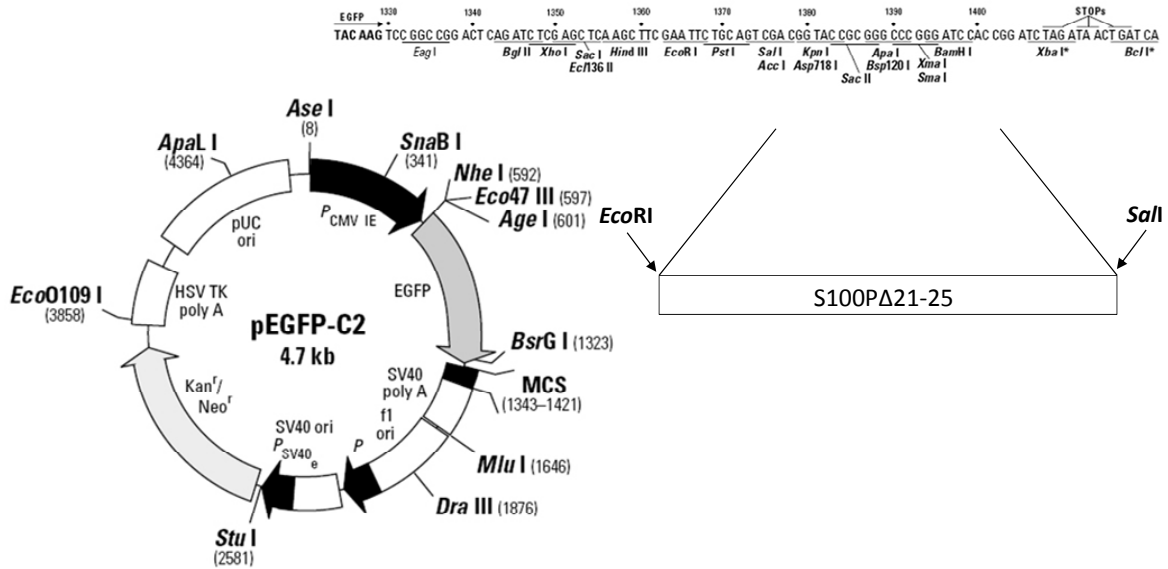 1330 1340 1350 1360 1370 1380 1390 1400
EGFP STOPs
TAC AAG TCC GGC CGG ACT CAG ATC TCG AGC TCA AGC TTC GAA TTC TGC AGT CGA CGG TAC CGC GGG CCC GGG ATC CAC CGG ATC TAG ATA ACT GAT CA
Eag I Bgl II Xho I Sac I Hind III EcoR I Pst I Sal I Kpn I Apa I BamH I Xba I* Bcl I*
Ecl136 II Acc I Asp718 I Bsp120 I Xma I
Sac II Sma I
Ase I
(8)
ApaL I
(4364)
SnaB I
(341)
Nhe I (592)
Eco47 III (597)
Age I (601)
P CMV IE
pUC
ori
EcoRI
SalI
EcoO109 I
(3858)
HSV TK
poly A
EGFP
S100PΔ21-25
pEGFP-C2
4.7 kb
BsrG I (1323)
MCS
(1343–1421)
SV40
poly A
Kanr/
Neor
f1
ori
SV40 ori
P SV40 e
P
Mlu I (1646)
Dra III (1876)
Stu I
(2581)